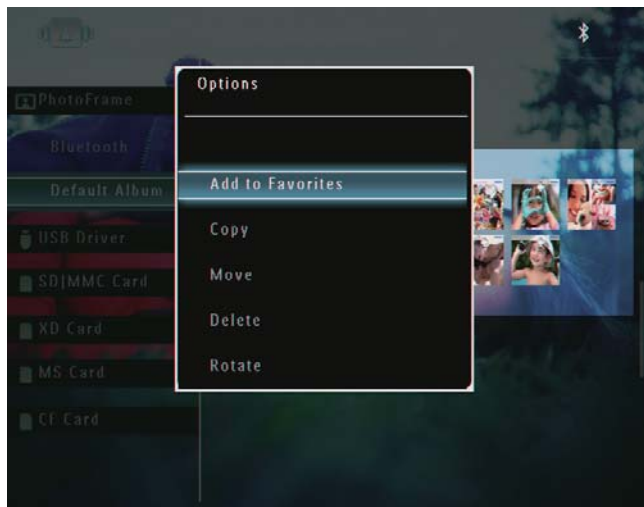 Options
Add to Favorites
Copy
Move
Delete
Rotate
PhotoFrame
Bluetooth
Default Album
USB Driver
SD|MMC Card
XD Card
MS Card
CF Card